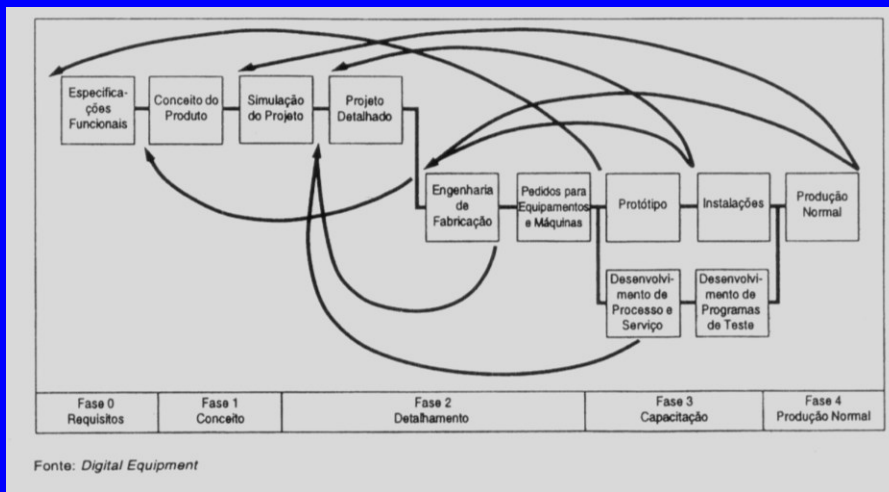 Especifica-
ções
Funcionais
Conceito do
Produto
Simulação
do Projeto
Projeto
Detalhado
Engenharia
de
Fabricação
Pedidos para
Equipamentos
e Máquinas
Protótipo
Instalações
Produção
Normal
Desenvolvi-
mento de
Processo e
Serviço
Desenvolvi-
mento de
Programas
de Teste
Fase 0
Requisitos
Fase 1
Conceito
Fase 2
Detalhamento
Fase 3
Capacitação
Fase 4
Produção Normal
Fonte: Digital Equipment